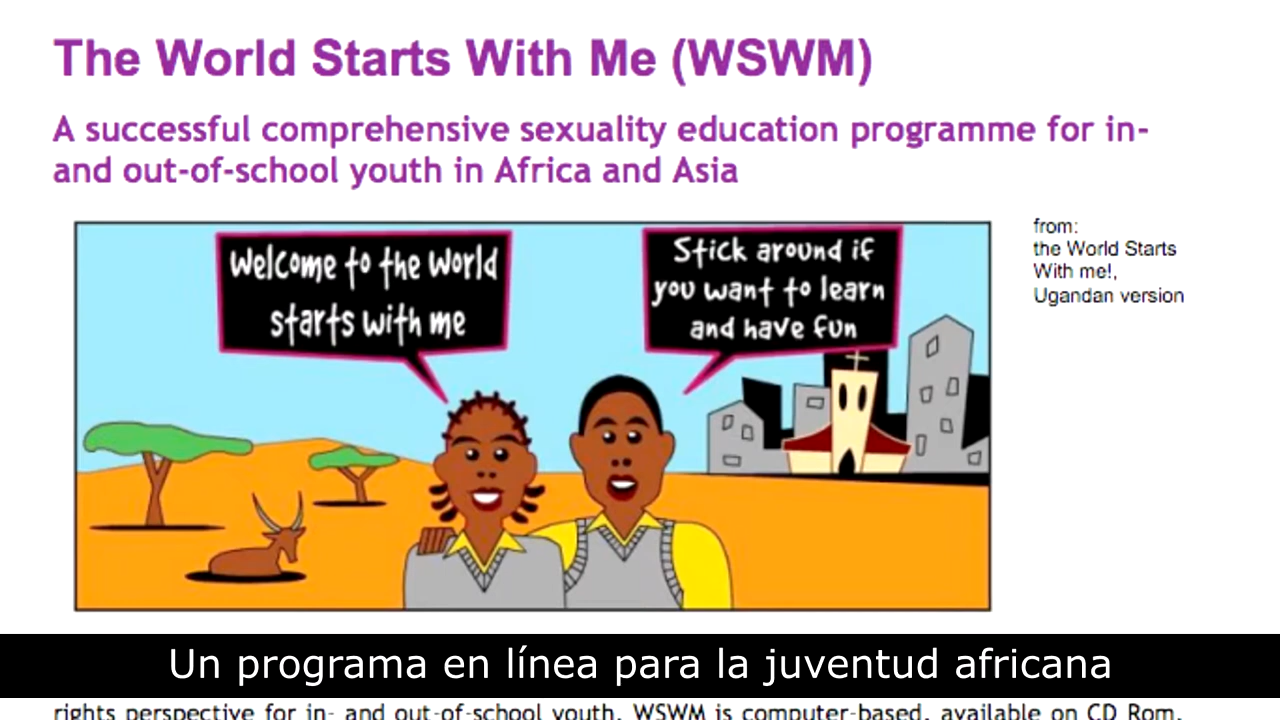 The World Starts With Me (WSWM)
A successful comprehensive sexuality education programme for in-
and out-of-school youth in Africa and Asia
Welcome to the World
starts with me
Stick around if
you want to learn
and have fun
from:
the World Starts
With me!,
Ugandan version
Un programa en línea para la juventud africana
rights perspective for in- and out-of-school youth. WSWM is computer-based, available on CD Rom,